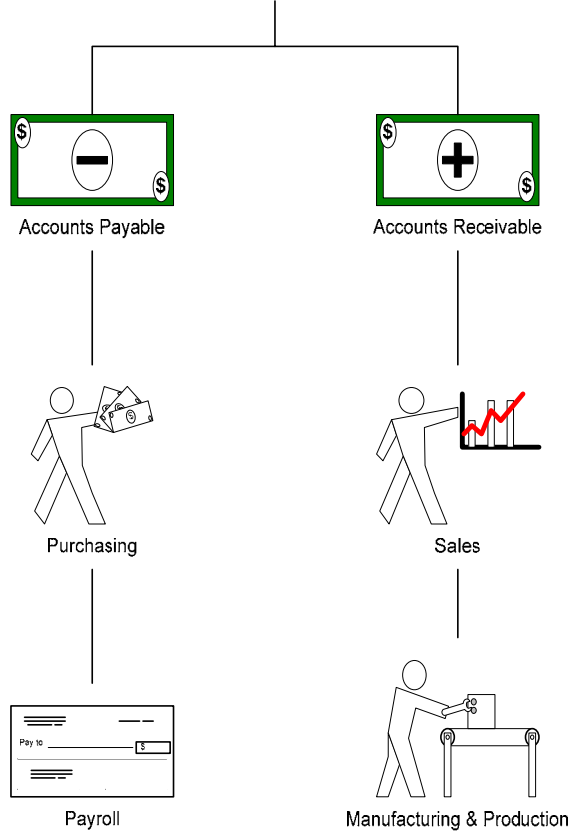 $ $
$ $
Accounts Payable Accounts Receivable
Purchasing Sales
Pay to $
Payroll Manufacturing & Production